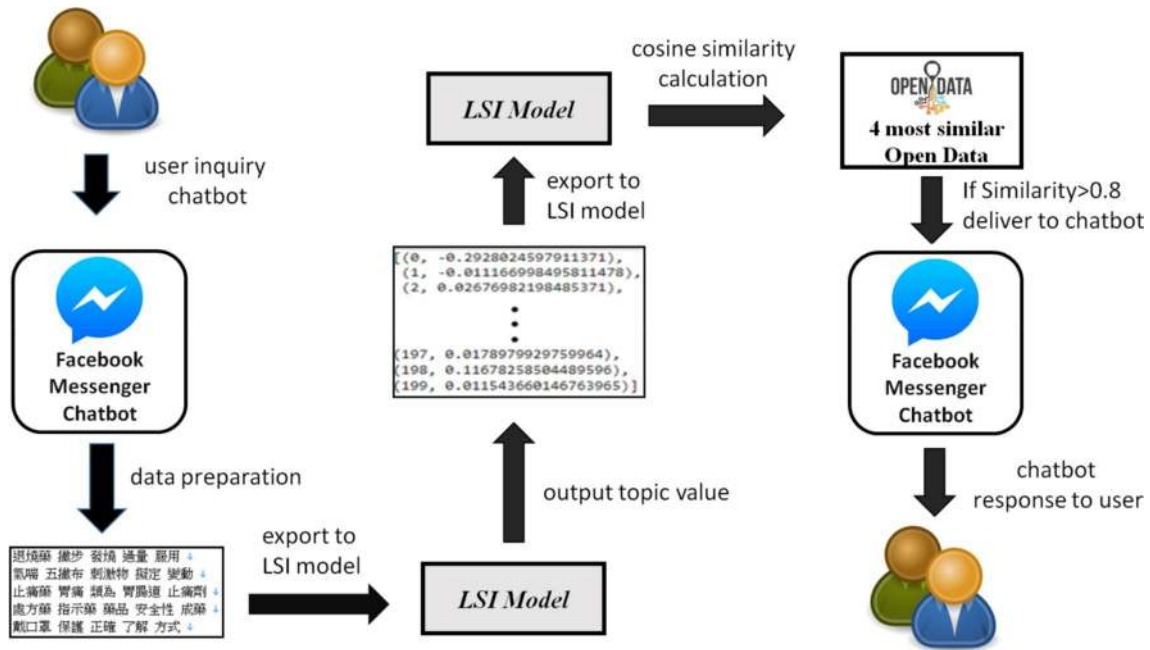 user inquiry
chatbot
Facebook
Messenger
Chatbot
data preparation
退燒藥 撇步 發燒 適量 服用 ↓
氣喘 五撇布 刺激物 擬定 變動 ↓
止痛藥 胃痛 類為 胃腸道 止痛劑 ↓
處方藥 指示藥 藥品 安全性 成藥 ↓
戴口罩 保護 正確 了解 方式 ↓
export to
LSI model
LSI Model
output topic value
[(0, -0.2928024597911371),
(1, -0.011166998495811478),
(2, 0.02676982198485371),
(197, 0.0178979929759964),
(198, 0.11678258504489596),
(199, 0.011543660146763965)]
export to
LSI model
LSI Model
cosine similarity
calculation
OPEN DATA
4 most similar
Open Data
If Similarity>0.8
deliver to chatbot
Facebook
Messenger
Chatbot
chatbot
response to user